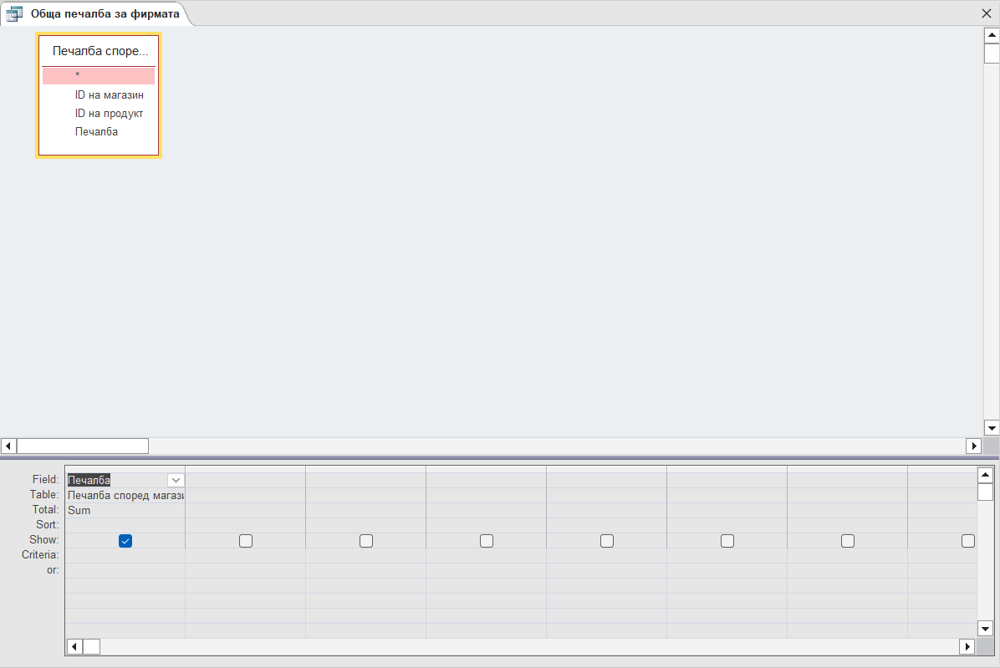 Обща печалба за фирмата
Печалба споре...
*
ID на магазин
ID на продукт
Печалба
Field: Печалба
Table: Печалба според магази
Total: Sum
Sort:
Show:
Criteria:
or: